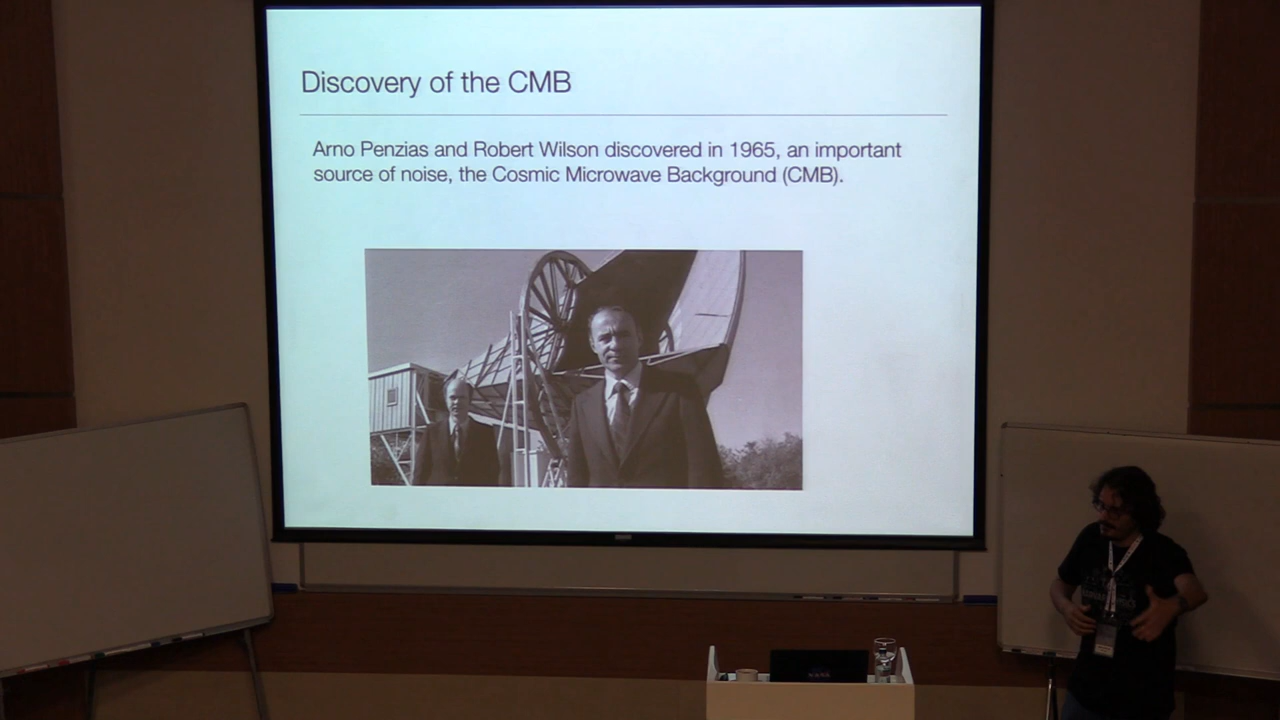 Discovery of the CMB
Arno Penzias and Robert Wilson discovered in 1965, an important
source of noise, the Cosmic Microwave Background (CMB).